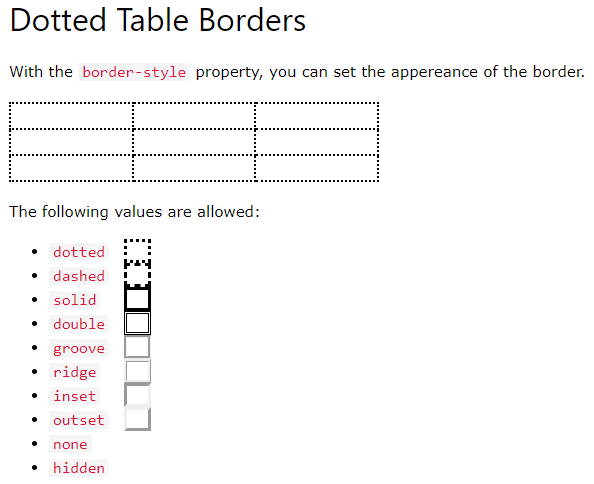 Dotted Table Borders
With the border-style property, you can set the appereance of the border.
The following values are allowed:
dotted
dashed
solid
double
groove
ridge
inset
outset
none
hidden